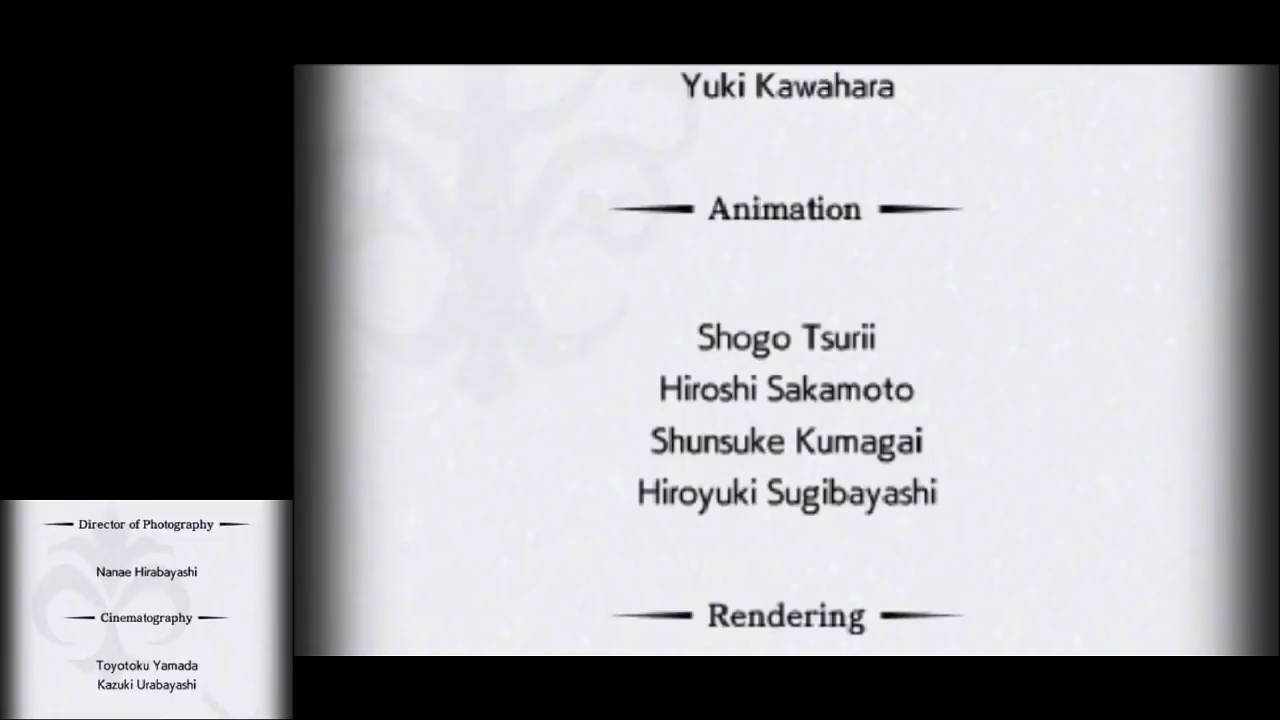 Yuki Kawahara
Animation
Shogo Tsurii
Hiroshi Sakamoto
Shunsuke Kumagai
Hiroyuki Sugibayashi
Rendering
Director of Photography
Nanae Hirabayashi
Cinematography
Toyotoku Yamada
Kazuki Urabayashi